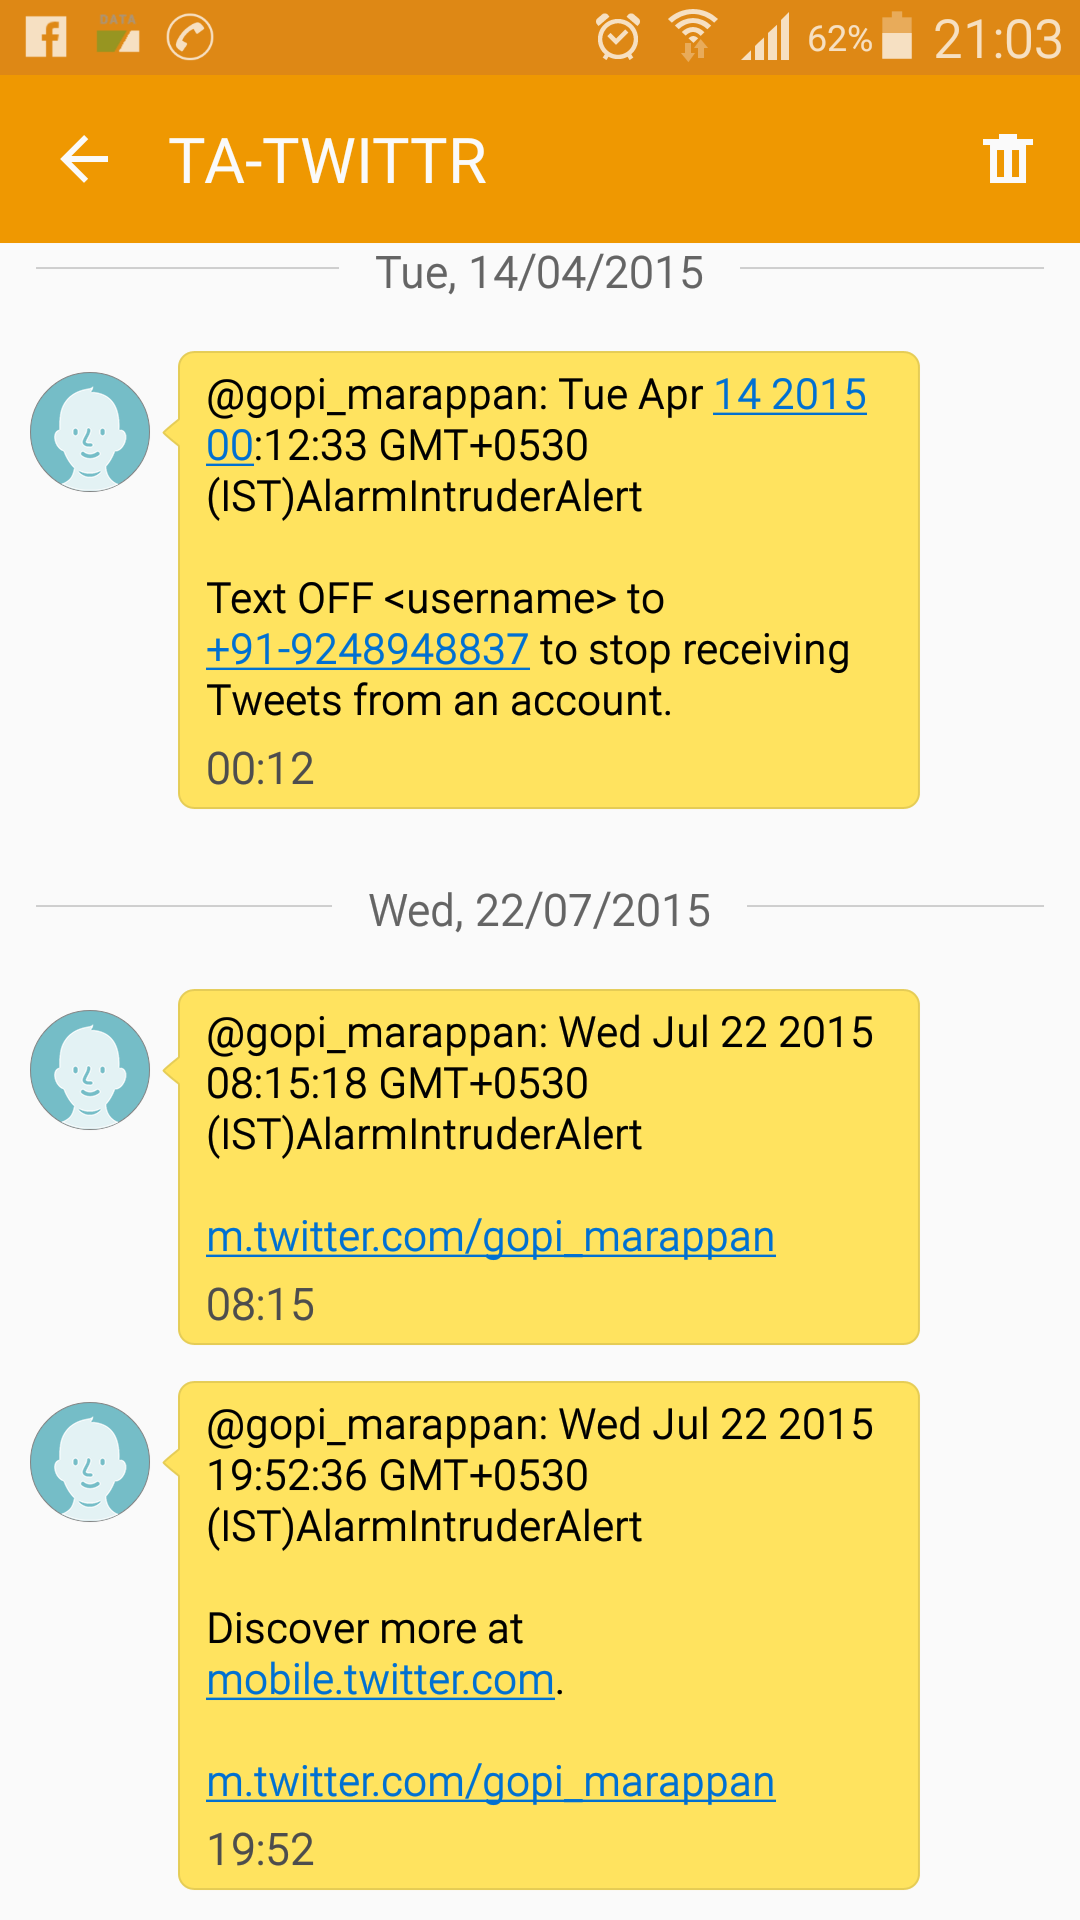 DATA
62% 21:03
TA-TWITTR
Tue, 14/04/2015
@gopi_marappan: Tue Apr 14 2015
00:12:33 GMT+0530
(IST)AlarmIntruderAlert
Text OFF <username> to
+91-9248948837 to stop receiving
Tweets from an account.
00:12
Wed, 22/07/2015
@gopi_marappan: Wed Jul 22 2015
08:15:18 GMT+0530
(IST)AlarmIntruderAlert
m.twitter.com/gopi_marappan
08:15
@gopi_marappan: Wed Jul 22 2015
19:52:36 GMT+0530
(IST)AlarmIntruderAlert
Discover more at
mobile.twitter.com.
m.twitter.com/gopi_marappan
19:52